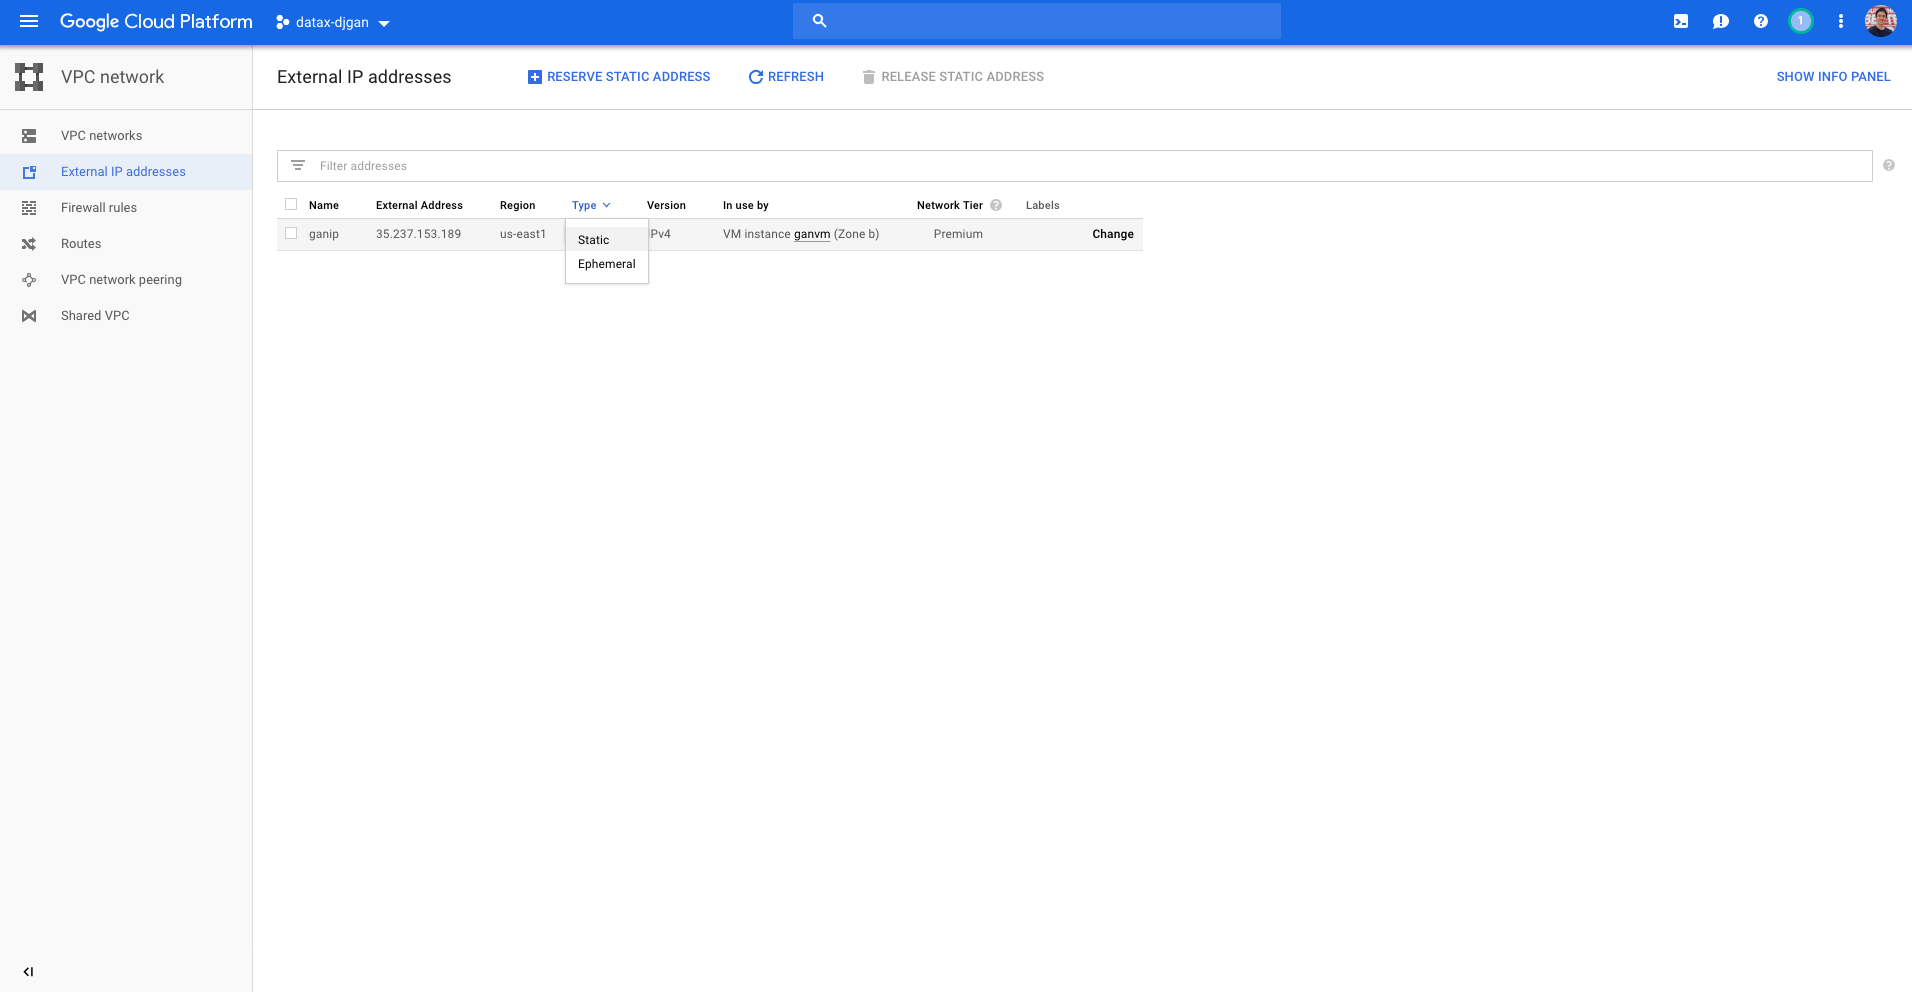 Google Cloud Platform datax-djgan 1
VPC network
External IP addresses RESERVE STATIC ADDRESS REFRESH RELEASE STATIC ADDRESS SHOW INFO PANEL
VPC networks
External IP addresses
Firewall rules
Routes
VPC network peering
Shared VPC
Filter addresses
Name External Address Region Type Version In use by Network Tier Labels
ganip 35.237.153.189 us-east1 Pv4 VM instance ganvm (Zone b) Premium Change
Static
Ephemeral